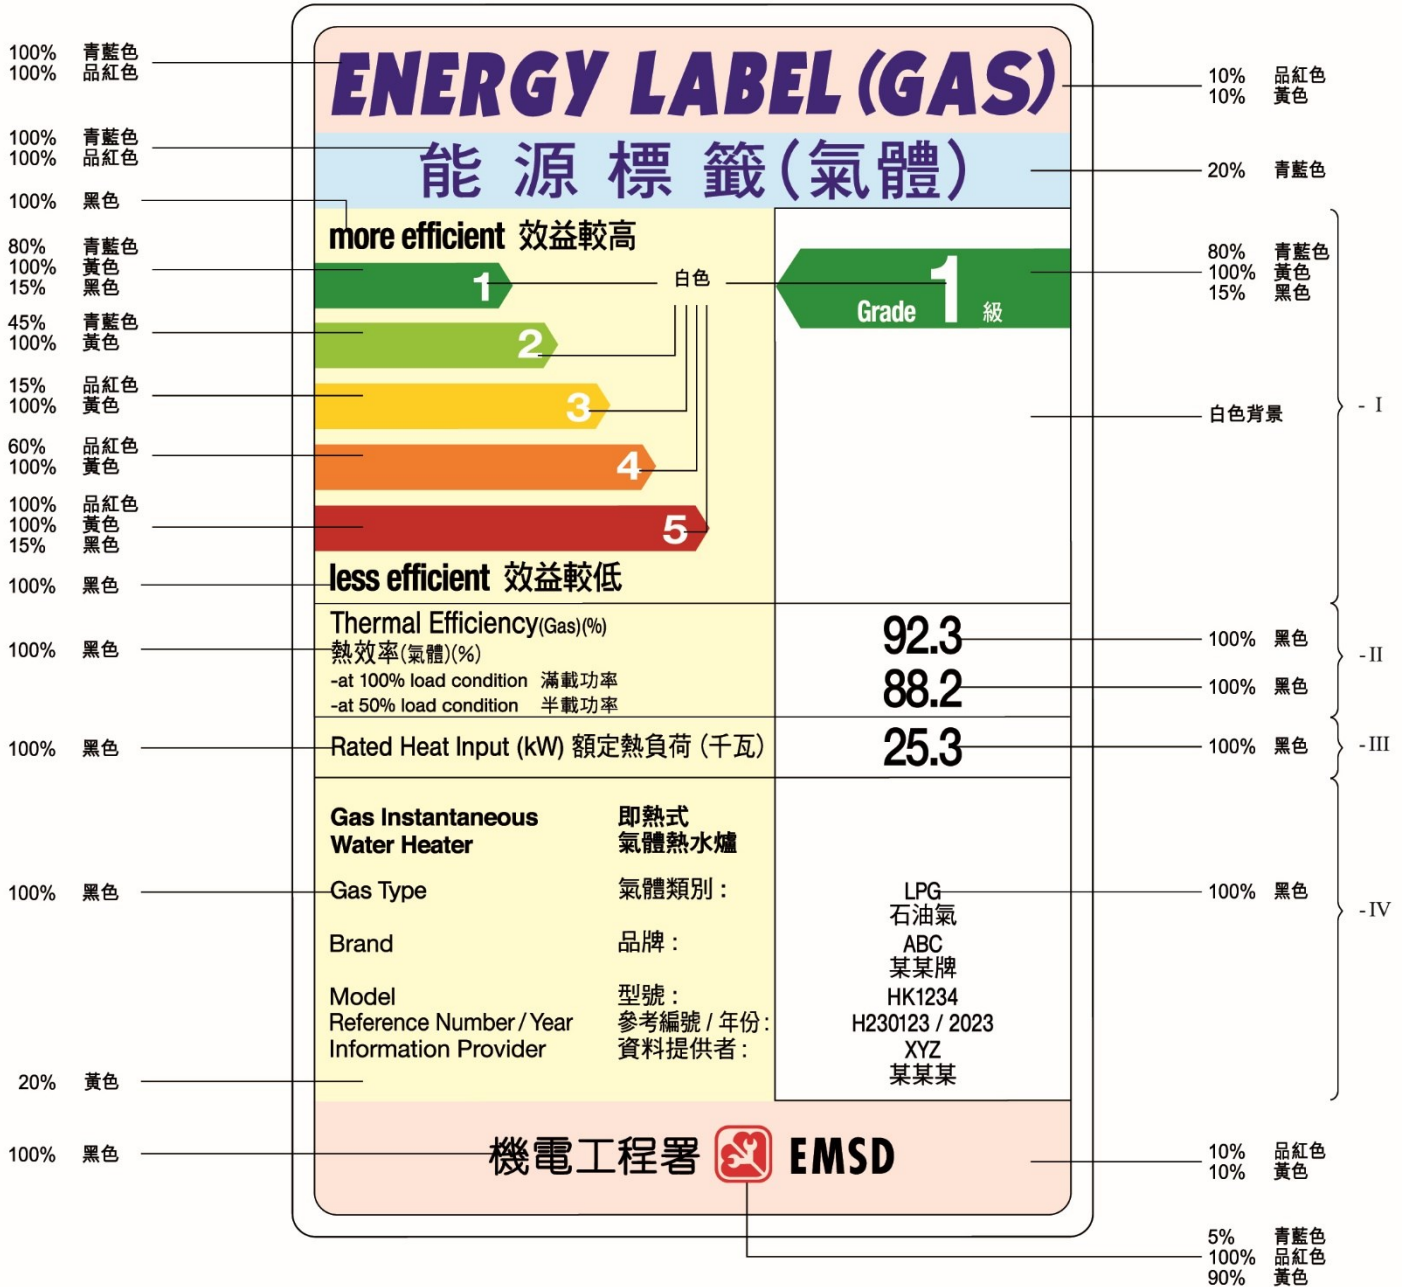 100% 青藍色
100% 品紅色
ENERGY LABEL (GAS)
10% 品紅色
10% 黃色
100% 青藍色
100% 品紅色
能源標籤(氣體)
20% 青藍色
100% 黑色
more efficient 效益較高
80% 青藍色
100% 黃色
15% 黑色
1
白色
Grade 1 級
80% 青藍色
100% 黃色
15% 黑色
45% 青藍色
100% 黃色
2
15% 品紅色
100% 黃色
3
白色背景
- I
60% 品紅色
100% 黃色
4
100% 品紅色
100% 黃色
15% 黑色
5
100% 黑色
less efficient 效益較低
Thermal Efficiency(Gas)(%)
92.3
100% 黑色
100% 黑色
熱效率(氣體)(%)
- II
-at 100% load condition 滿載功率
88.2
100% 黑色
-at 50% load condition 半載功率
100% 黑色
Rated Heat Input (kW) 額定熱負荷 (千瓦)
25.3
100% 黑色
- III
Gas Instantaneous 即熱式
Water Heater 氣體熱水爐
100% 黑色
Gas Type 氣體類別 :
LPG
100% 黑色
石油氣
- IV
Brand 品牌 :
ABC
某某牌
Model 型號 :
HK1234
Reference Number / Year 參考編號 / 年份 :
H230123 / 2023
Information Provider 資料提供者 :
XYZ
某某某
20% 黃色
100% 黑色
機電工程署 EMSD
10% 品紅色
10% 黃色
5% 青藍色
100% 品紅色
90% 黃色